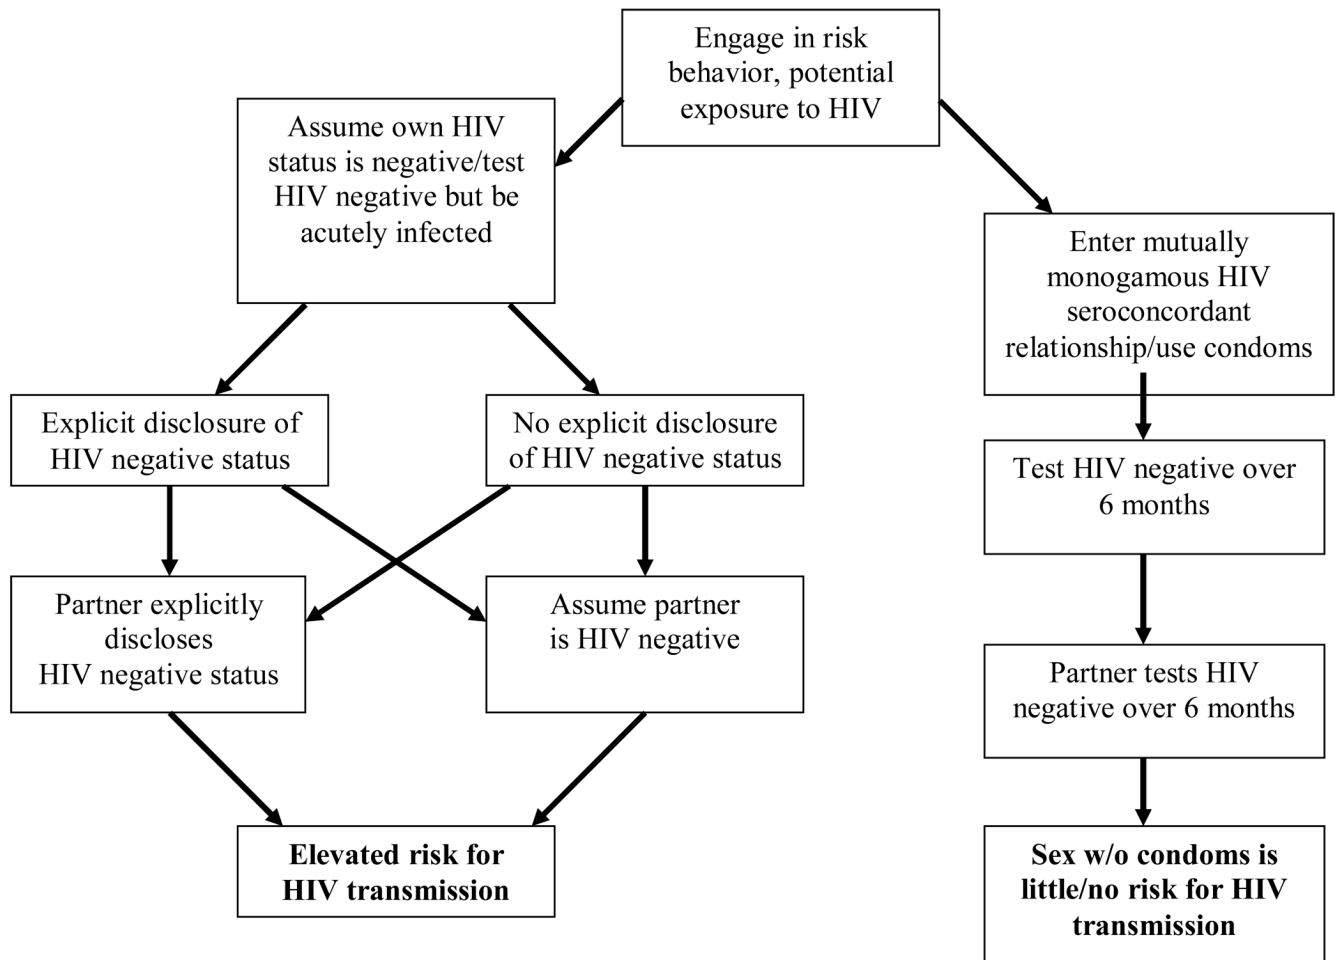 Engage in risk
behavior, potential
exposure to HIV
Assume own HIV
status is negative/test
HIV negative but be
acutely infected
Enter mutually
monogamous HIV
seroconcordant
relationship/use condoms
Explicit disclosure of
HIV negative status
No explicit disclosure
of HIV negative status
Test HIV negative over
6 months
Partner explicitly
discloses
HIV negative status
Assume partner
is HIV negative
Partner tests HIV
negative over 6 months
Elevated risk for
HIV transmission
Sex w/o condoms is
little/no risk for HIV
transmission